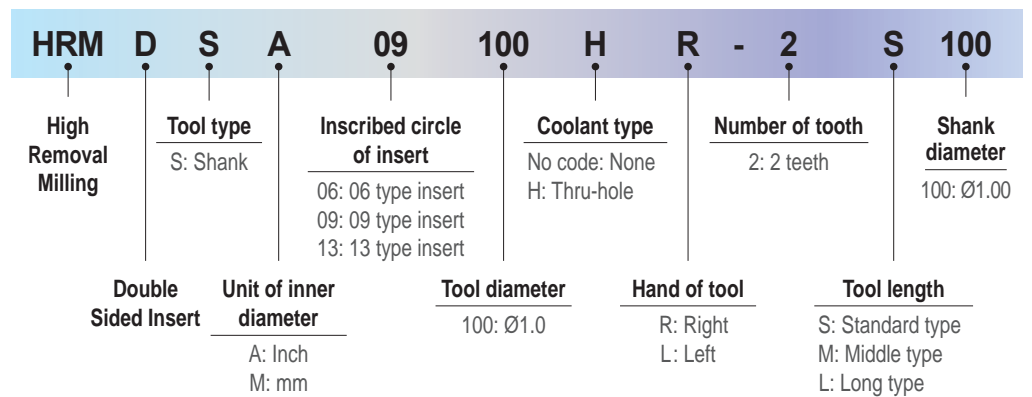 HRM D S A 09 100 H R - 2 S 100
High
Removal
Milling
Tool type
S: Shank
Inscribed circle
of insert
06: 06 type insert
09: 09 type insert
13: 13 type insert
Coolant type
No code: None
H: Thru-hole
Number of tooth
2: 2 teeth
Shank
diameter
100: Ø1.00
Double
Sided Insert
Unit of inner
diameter
A: Inch
M: mm
Tool diameter
100: Ø1.0
Hand of tool
R: Right
L: Left
Tool length
S: Standard type
M: Middle type
L: Long type